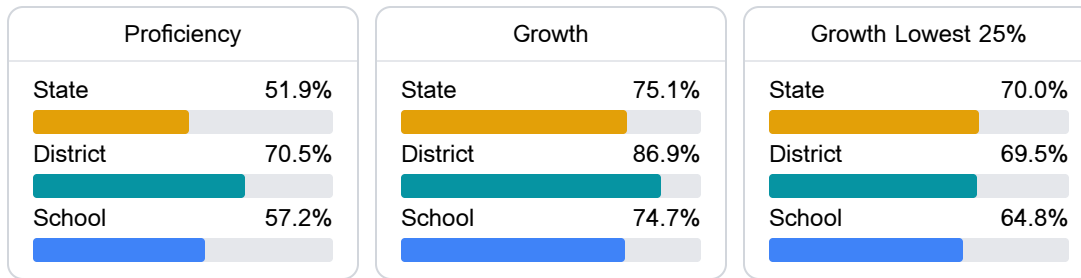 Proficiency
State 51.9%
District 70.5%
School 57.2%
Growth
State 75.1%
District 86.9%
School 74.7%
Growth Lowest 25%
State 70.0%
District 69.5%
School 64.8%